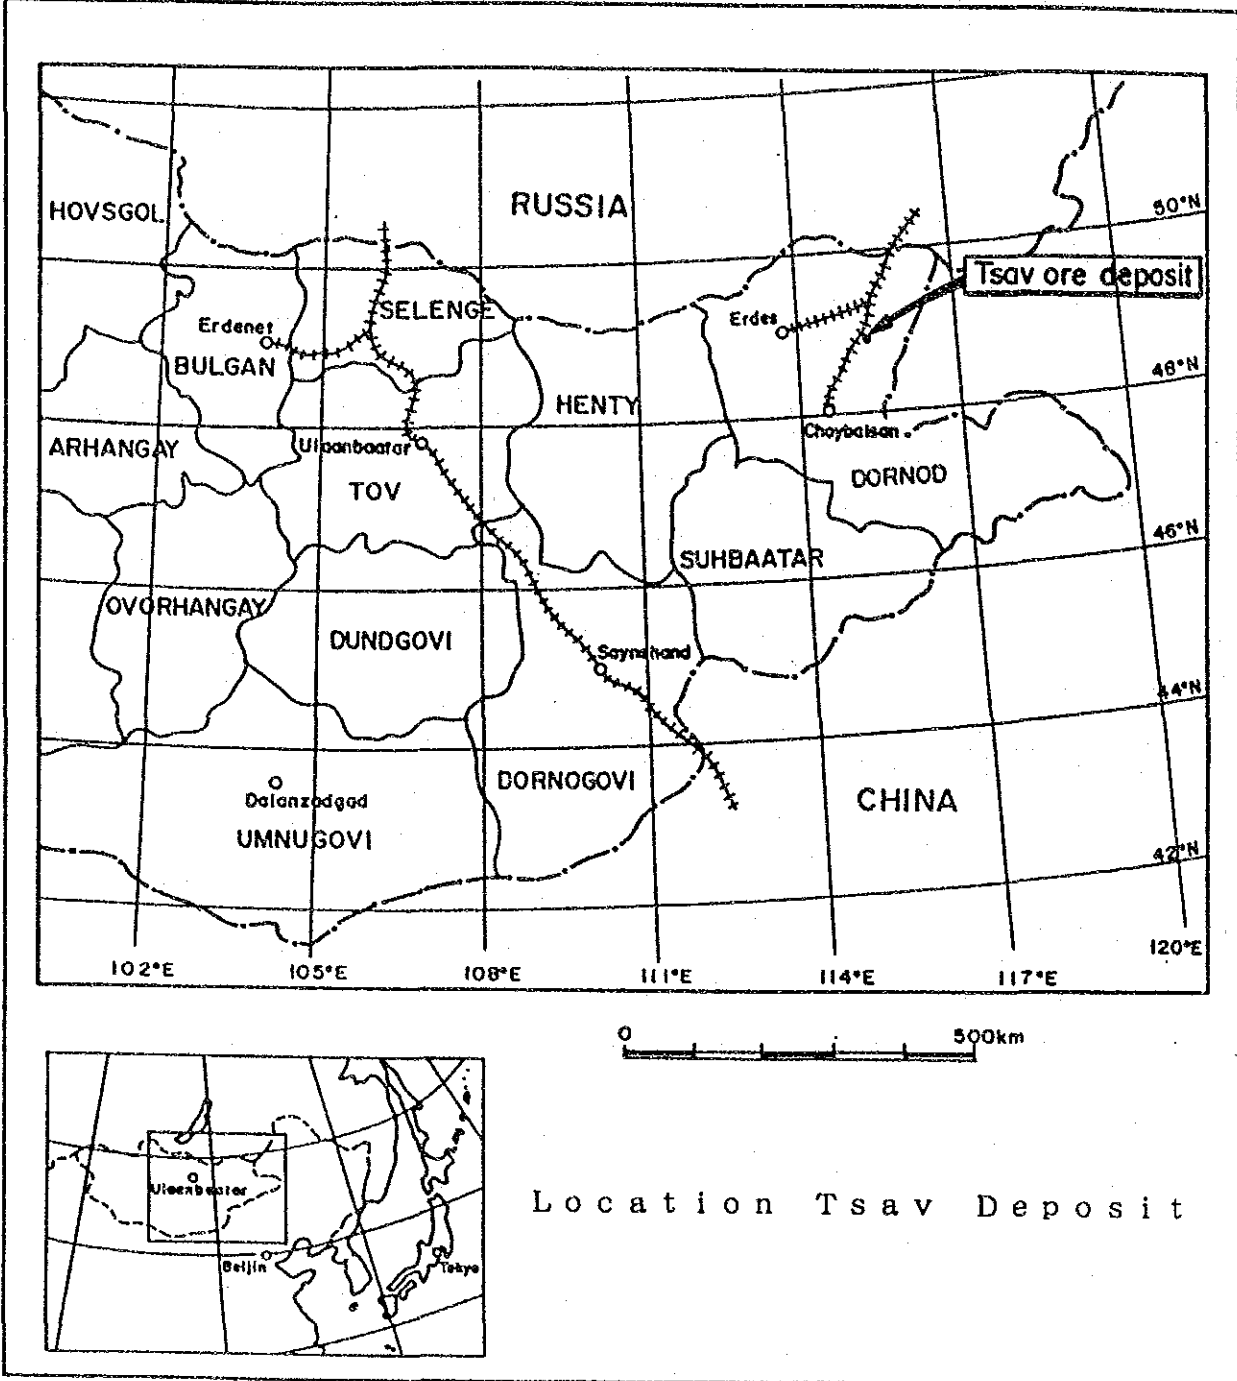 RUSSIA
50°N
HOVSGOL
Tsav ore deposit
SELENGE
Erdenet
Erdes
BULGAN
48°N
HENTY
Choybalsan
ARHANGAY
Ulaanbaatar
TOV
DORNOD
46°N
SUHBAATAR
OVORHANGAY
DUNDGOVI
Saynshand
44°N
DORNOGOVI
Dalanzadgad
CHINA
UMNUGOVI
42°N
102°E
105°E
108°E
111°E
114°E
117°E
120°E
0
500km
Ulaanbaatar
Beijin
Tokyo
Location Tsav Deposit